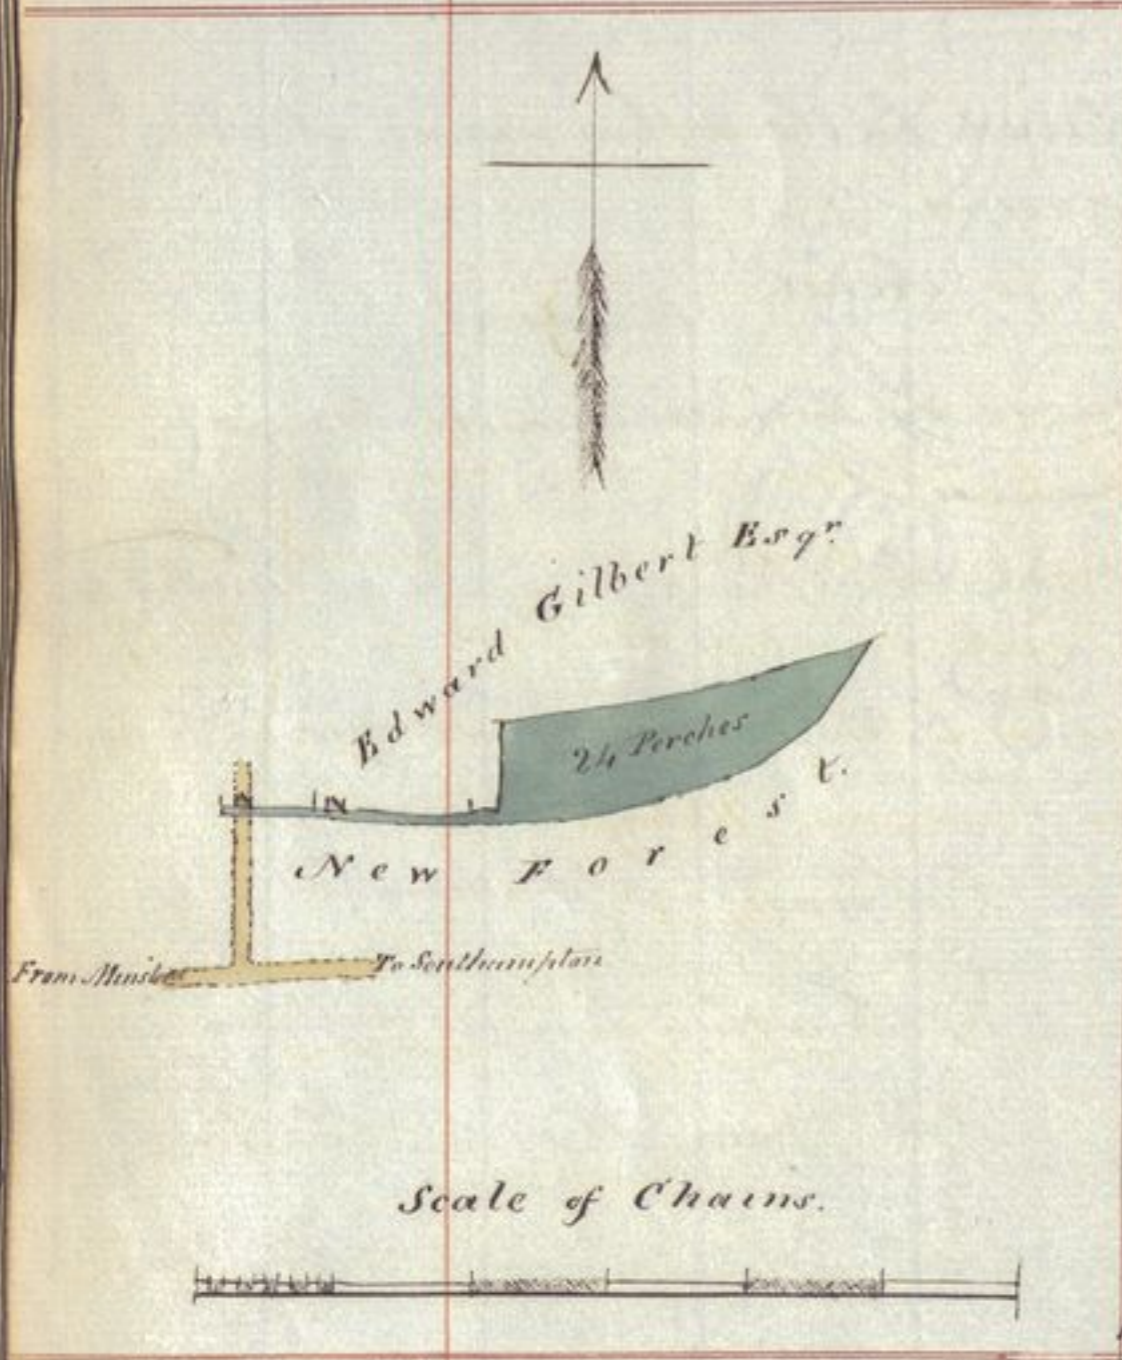 Edward Gilbert Esqr.
24 Perches
New Forest.
From Minstead
To Southampton
Scale of Chains.